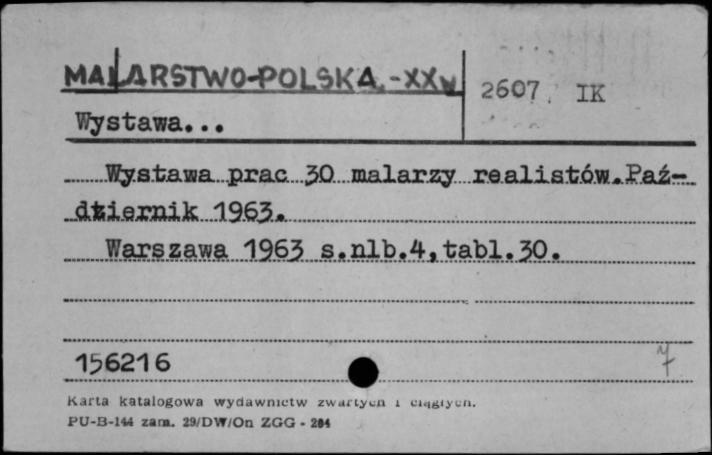 MALARSTWO-POLSKA.-XXw
2607. IK
Wystawa...
Wystawa prac 30 malarzy realistów.Paź-
dziernik 1963.
Warszawa 1963 s.nlb.4,tabl.30.
156216
7
Karta katalogowa wydawnictw zwartych i ciągłych.
PU-B-144 zam. 29/DW/On ZGG - 204